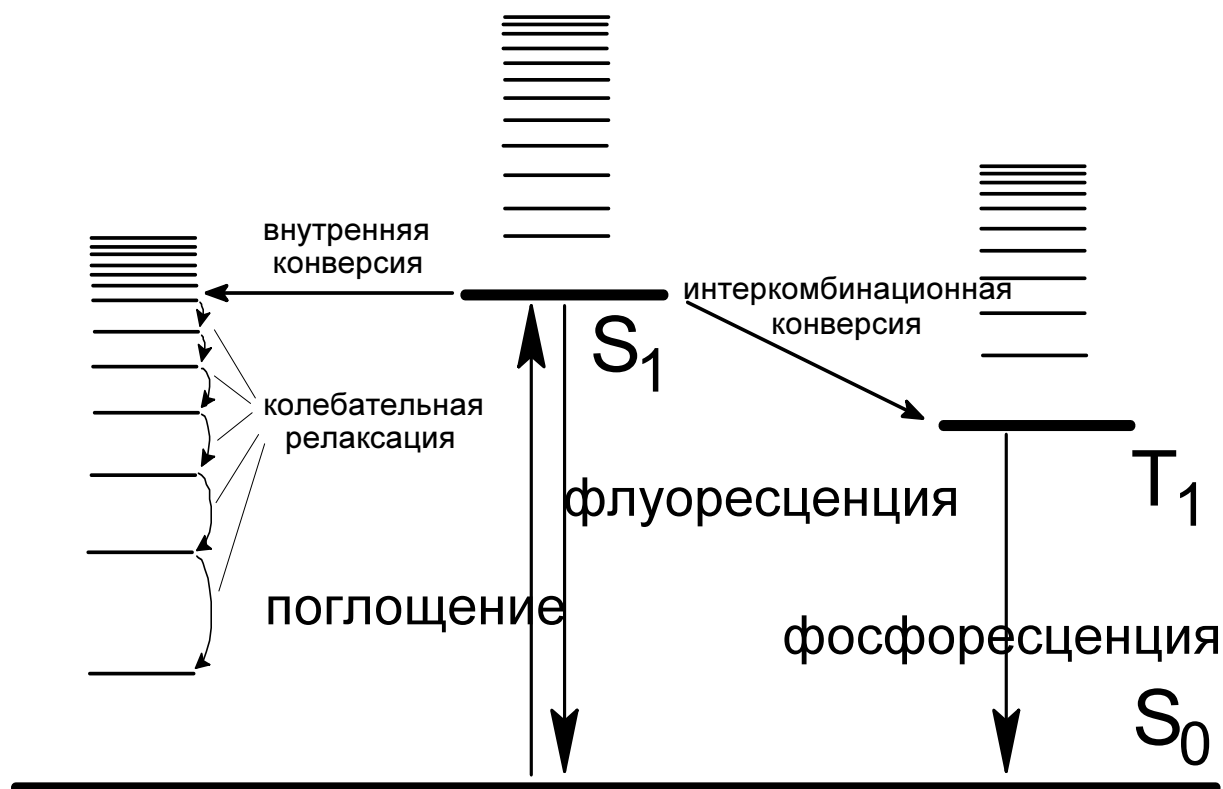 внутренняя
конверсия
интеркомбинационная
конверсия
S₁
колебательная
релаксация
T₁
флуоресценция
поглощение
фосфоресценция
S₀